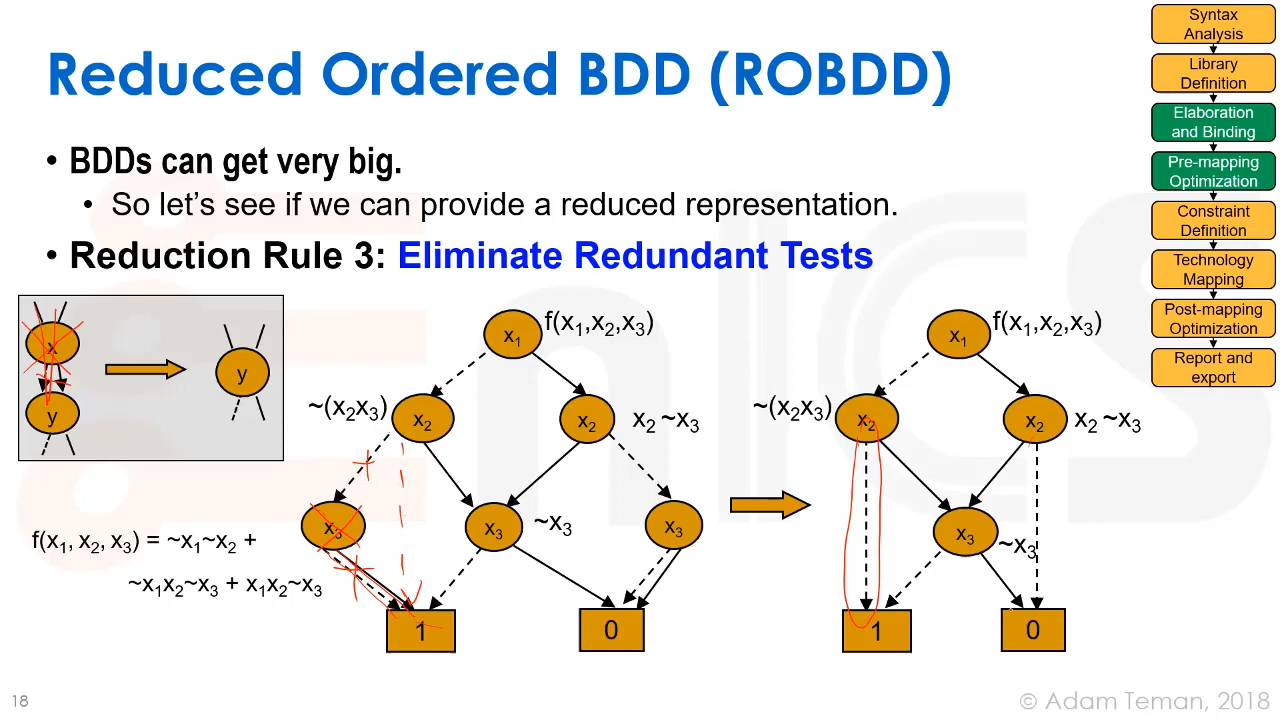 Reduced Ordered BDD (ROBDD)
• BDDs can get very big.
• So let's see if we can provide a reduced representation.
• Reduction Rule 3: Eliminate Redundant Tests
x
y
y
x₁
f(x₁,x₂,x₃)
~(x₂x₃)
x₂
x₂
x₂ ~x₃
x₃
x₃
~x₃
x₃
1
0
f(x₁, x₂, x₃) = ~x₁~x₂ +
~x₁x₂~x₃ + x₁x₂~x₃
x₁
f(x₁,x₂,x₃)
~(x₂x₃)
x₂
x₂
x₂ ~x₃
x₃
~x₃
1
0
Syntax
Analysis
Library
Definition
Elaboration
and Binding
Pre-mapping
Optimization
Constraint
Definition
Technology
Mapping
Post-mapping
Optimization
Report and
export
EnICS
18
© Adam Teman, 2018